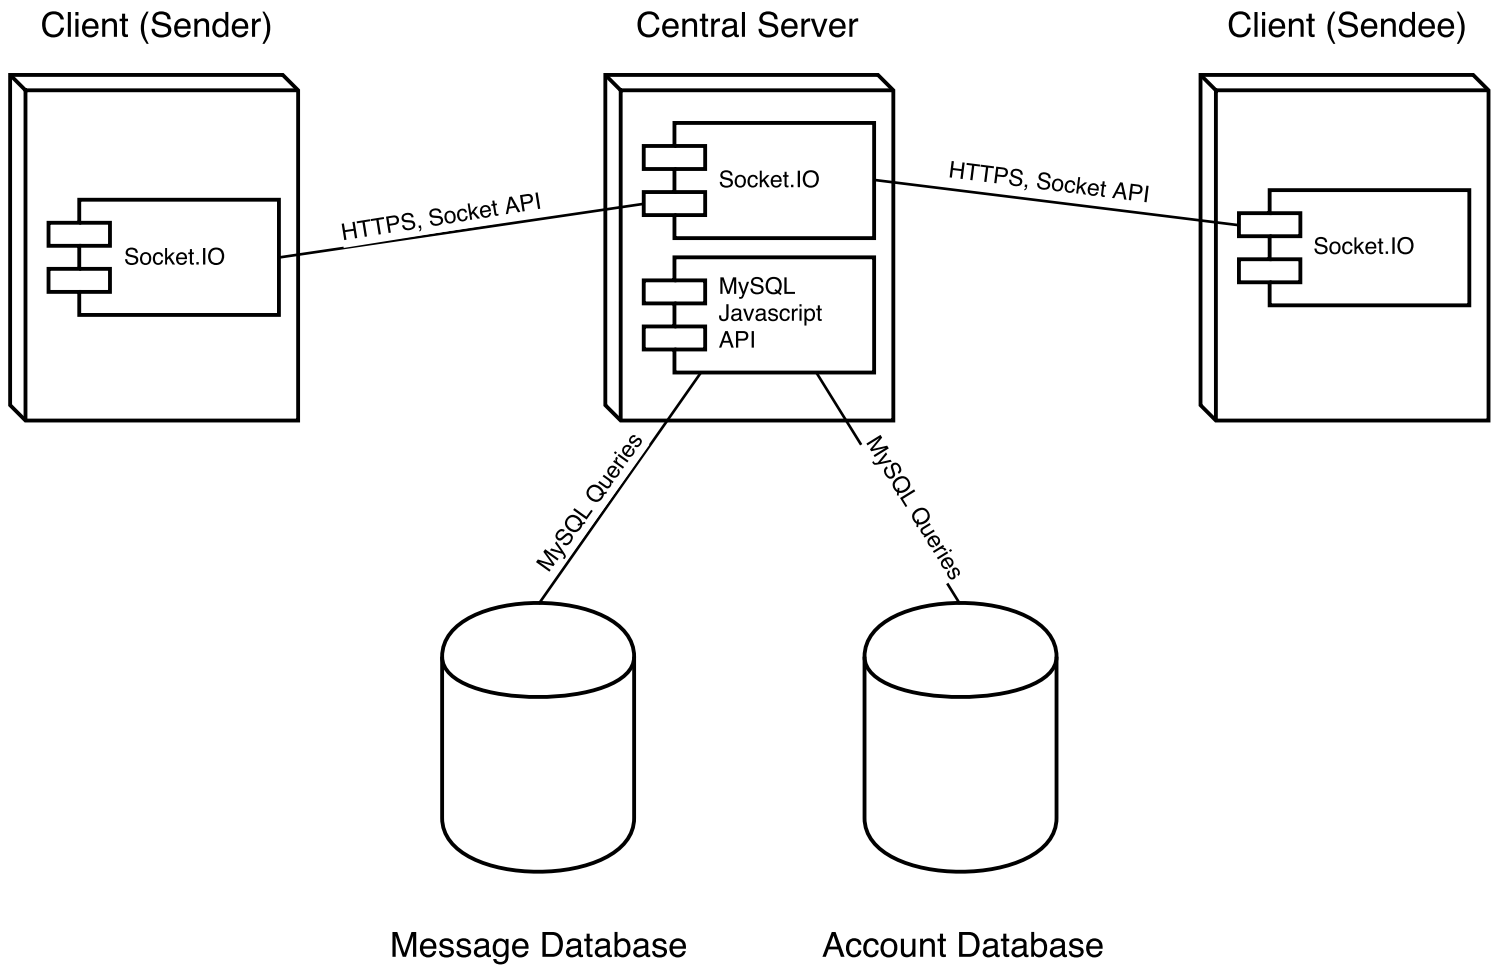 Client (Sender)
Central Server
Client (Sendee)
Socket.IO
HTTPS, Socket API
Socket.IO
HTTPS, Socket API
Socket.IO
MySQL
Javascript
API
MySQL Queries
MySQL Queries
Message Database
Account Database